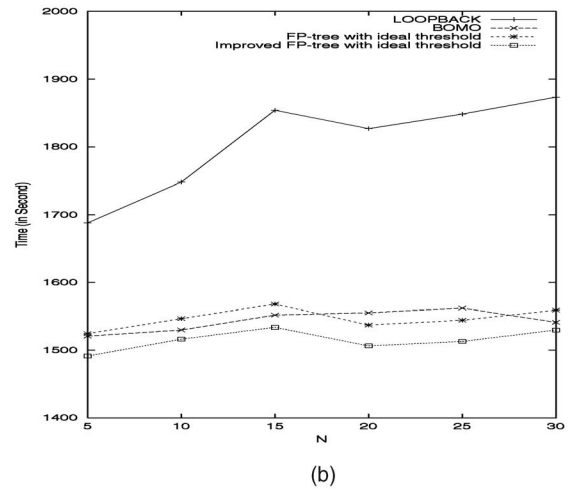 2000
1900
1800
1700
1600
1500
1400
Time (in Second)
LOOPBACK
BOMO
FP-tree with ideal threshold
Improved FP-tree with ideal threshold
5 10 15 20 25 30
N
(b)